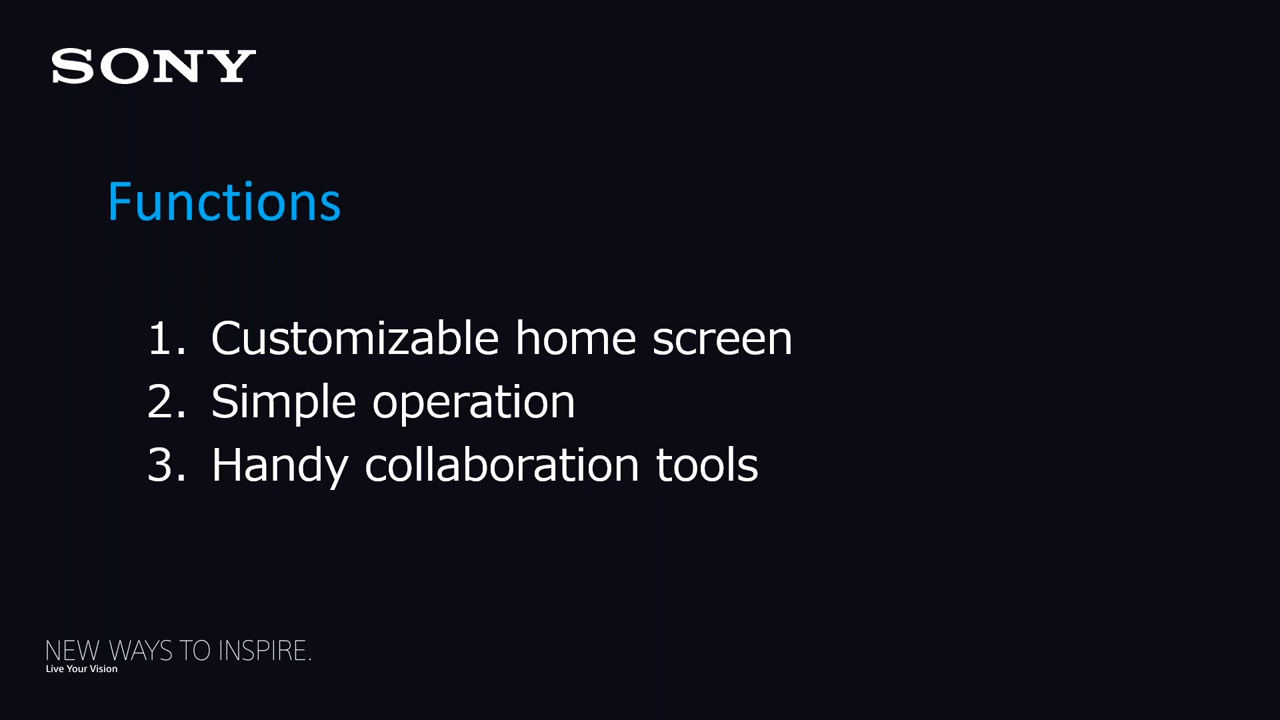 SONY
Functions
1. Customizable home screen
2. Simple operation
3. Handy collaboration tools
NEW WAYS TO INSPIRE.
Live Your Vision